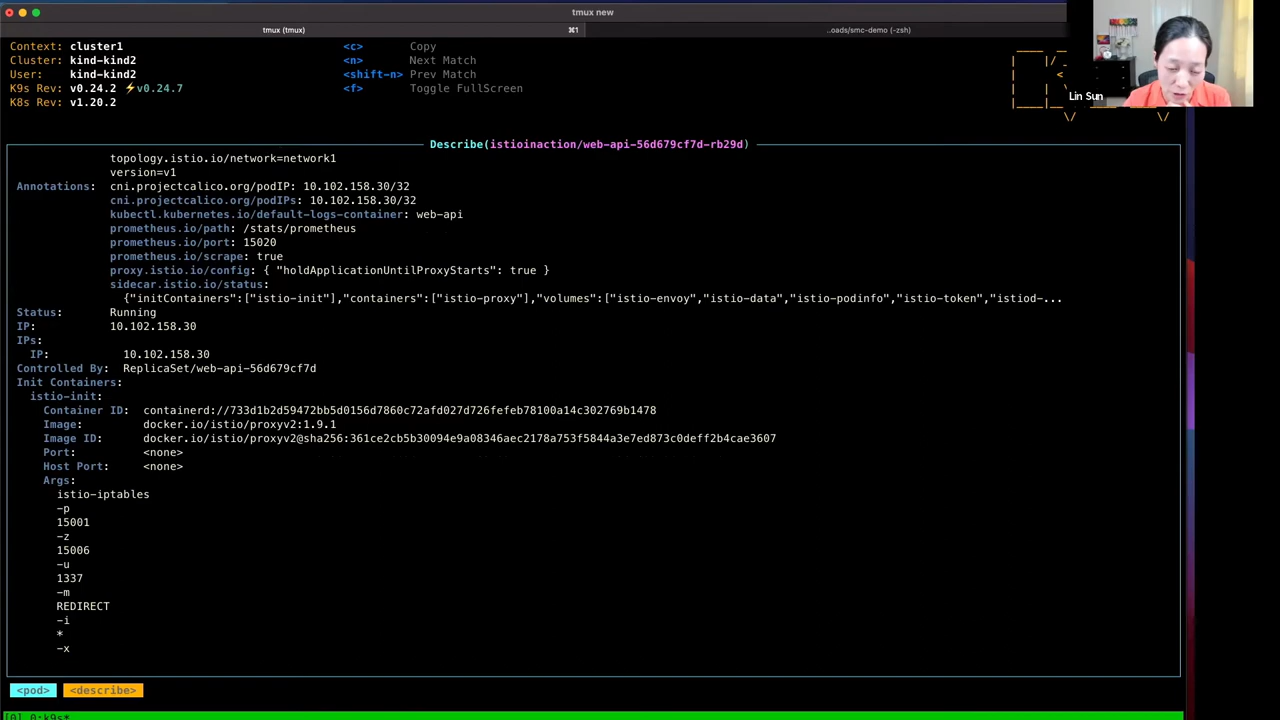 tmux new
tmux (tmux) ⌘1 ..oads/smc-demo (-zsh)
Context: cluster1 <c> Copy
Cluster: kind-kind2 <n> Next Match
User: kind-kind2 <shift-n> Prev Match
K9s Rev: v0.24.2 ⚡v0.24.7 <f> Toggle FullScreen
K8s Rev: v1.20.2
Lin Sun
Describe(istioinaction/web-api-56d679cf7d-rb29d)
topology.istio.io/network=network1
version=v1
Annotations: cni.projectcalico.org/podIP: 10.102.158.30/32
cni.projectcalico.org/podIPs: 10.102.158.30/32
kubectl.kubernetes.io/default-logs-container: web-api
prometheus.io/path: /stats/prometheus
prometheus.io/port: 15020
prometheus.io/scrape: true
proxy.istio.io/config: { "holdApplicationUntilProxyStarts": true }
sidecar.istio.io/status:
{"initContainers":["istio-init"],"containers":["istio-proxy"],"volumes":["istio-envoy","istio-data","istio-podinfo","istio-token","istiod-...
Status: Running
IP: 10.102.158.30
IPs:
IP: 10.102.158.30
Controlled By: ReplicaSet/web-api-56d679cf7d
Init Containers:
istio-init:
Container ID: containerd://733d1b2d59472bb5d0156d7860c72afd027d726fefeb78100a14c302769b1478
Image: docker.io/istio/proxyv2:1.9.1
Image ID: docker.io/istio/proxyv2@sha256:361ce2cb5b30094e9a08346aec2178a753f5844a3e7ed873c0deff2b4cae3607
Port: <none>
Host Port: <none>
Args:
istio-iptables
-p
15001
-z
15006
-u
1337
-m
REDIRECT
-i
*
-x
<pod> <describe>
[0] 0:k9s*